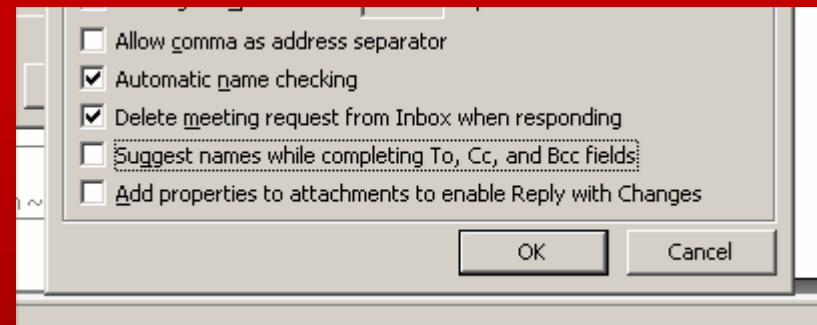 Allow comma as address separator
Automatic name checking
Delete meeting request from Inbox when responding
Suggest names while completing To, Cc, and Bcc fields
Add properties to attachments to enable Reply with Changes
OK Cancel